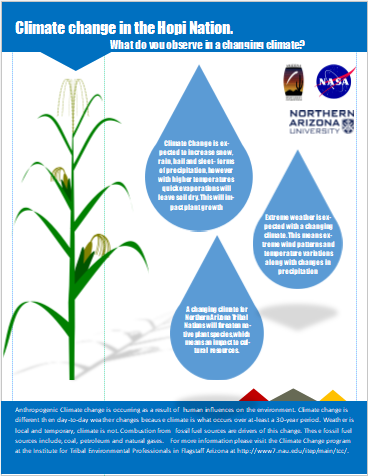 Climate change in the Hopi Nation.
What do you observe in a changing climate?
NASA
NORTHERN
ARIZONA
UNIVERSITY
Climate Change is ex-
pected to increase snow,
rain, hail and sleet- forms
of precipitation, however
with higher temperatures
quick evaporations will
leave soil dry. This will im-
pact plant growth
Extreme weather is ex-
pected with a changing
climate. This means ex-
treme wind patterns and
temperature variations
along with changes in
precipitation
A changing climate for
Northern Arizona Tribal
Nations will threaten na-
tive plant species, which
means an impact to cul-
tural resources.
Anthropogenic Climate change is occuring as a result of human influences on the environment. Climate change is
different then day-to-day weather changes because climate is what occurs over at-least a 30-year period. Weather is
local and temporary, climate is not. Combustion from fossil fuel sources are drivers of this change. These fossil fuel
sources include, coal, petroleum and natural gases. For more information please visit the Climate Change program
at the Institute for Tribal Environmental Professionals in Flagstaff Arizona at http://www7.nau.edu/itep/main/tcc/.